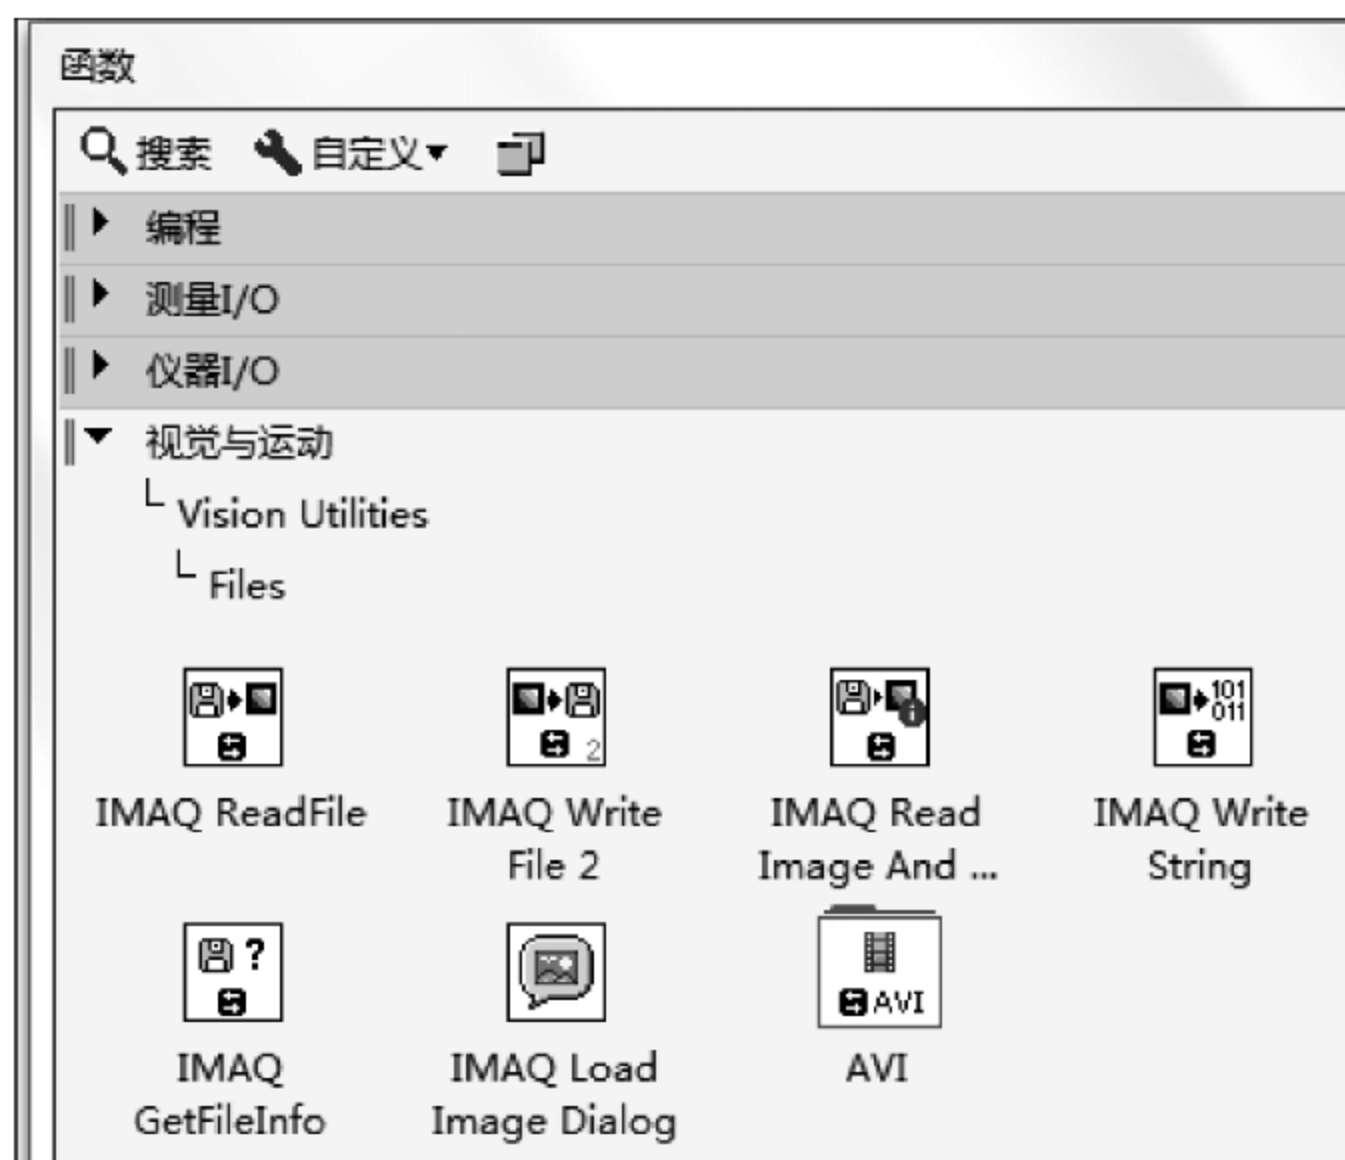 函数
搜索 自定义
编程
测量I/O
仪器I/O
视觉与运动
Vision Utilities
Files
2
101
011
IMAQ ReadFile
IMAQ Write
File 2
IMAQ Read
Image And ...
IMAQ Write
String
?
AVI
IMAQ
GetFileInfo
IMAQ Load
Image Dialog
AVI